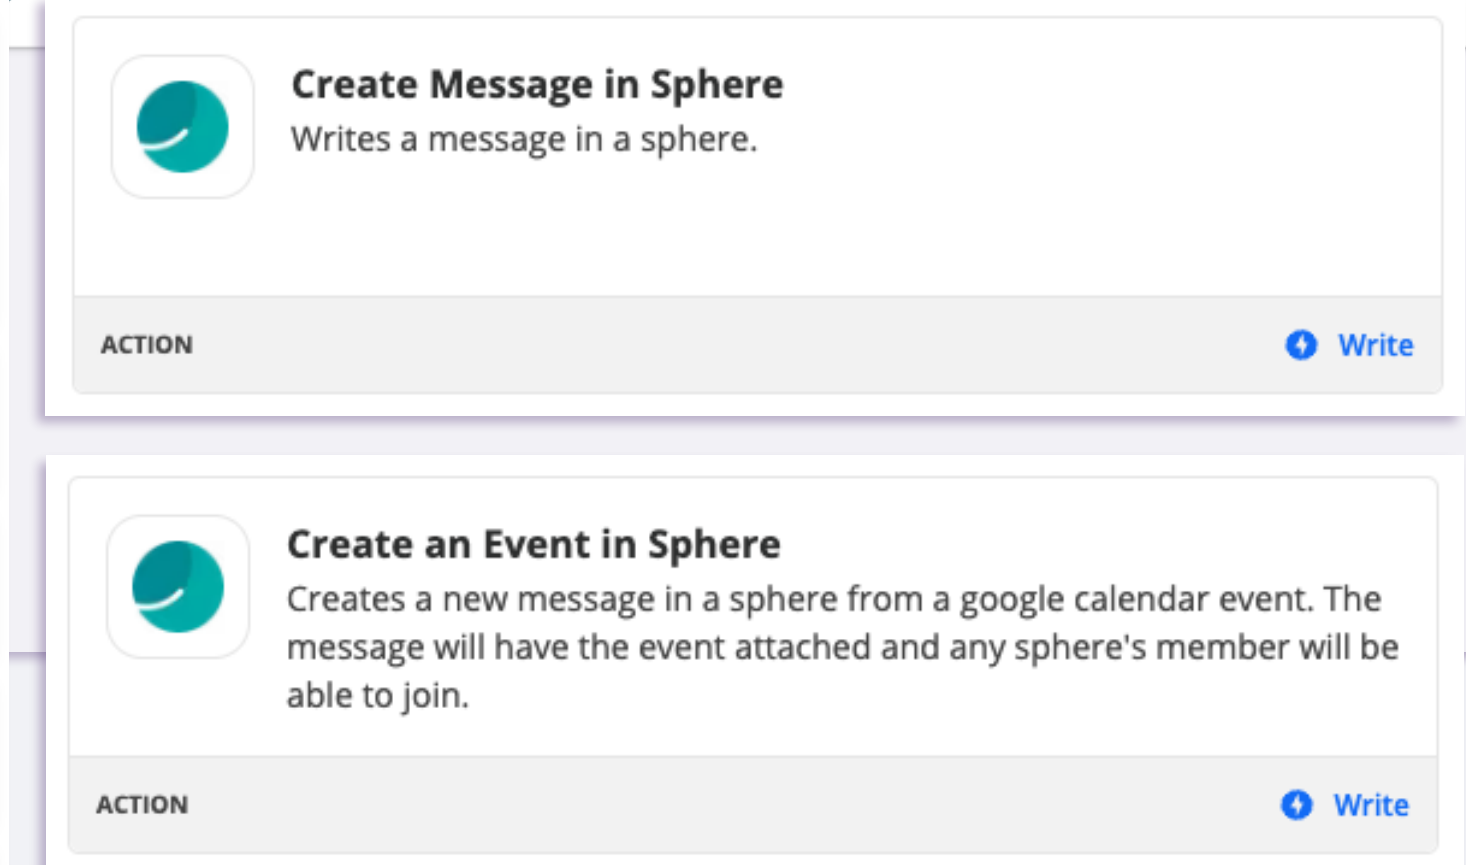 Create Message in Sphere
Writes a message in a sphere.
ACTION
Write
Create an Event in Sphere
Creates a new message in a sphere from a google calendar event. The
message will have the event attached and any sphere's member will be
able to join.
ACTION
Write